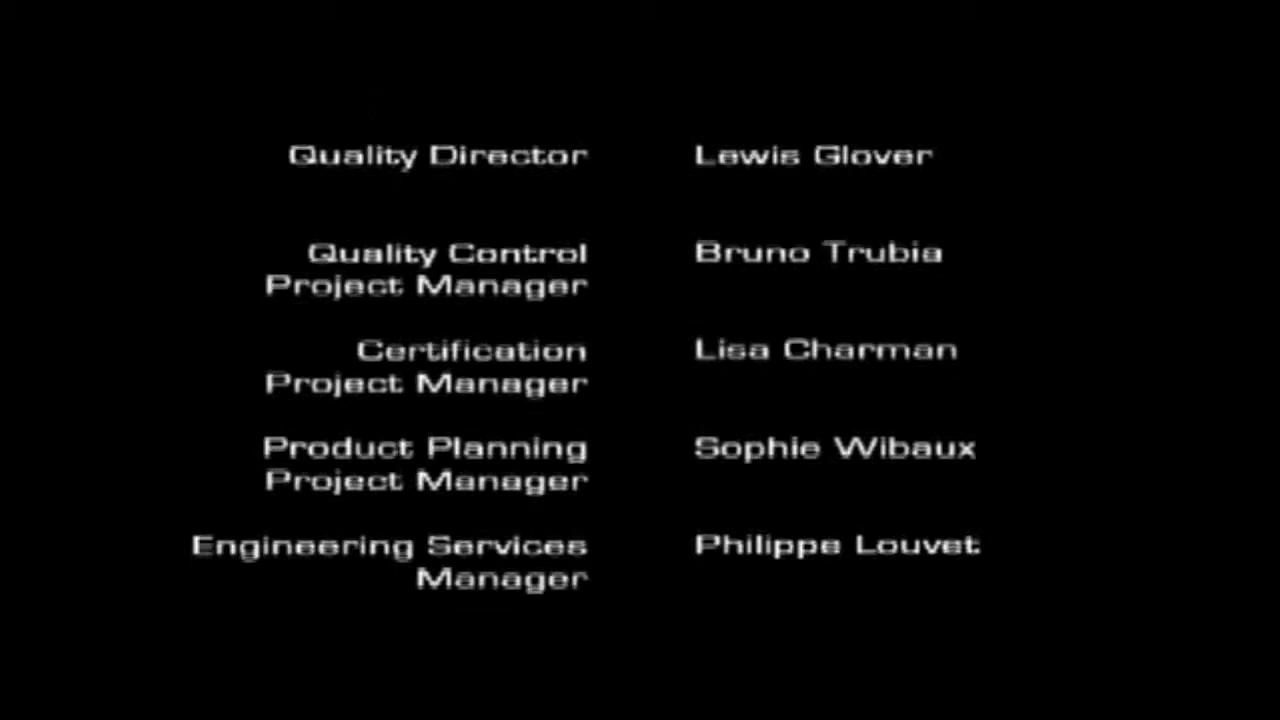 Quality Director Lewis Glover
Quality Control Bruno Trubia
Project Manager
Certification Lisa Charman
Project Manager
Product Planning Sophie Wibaux
Project Manager
Engineering Services Philippe Louvet
Manager